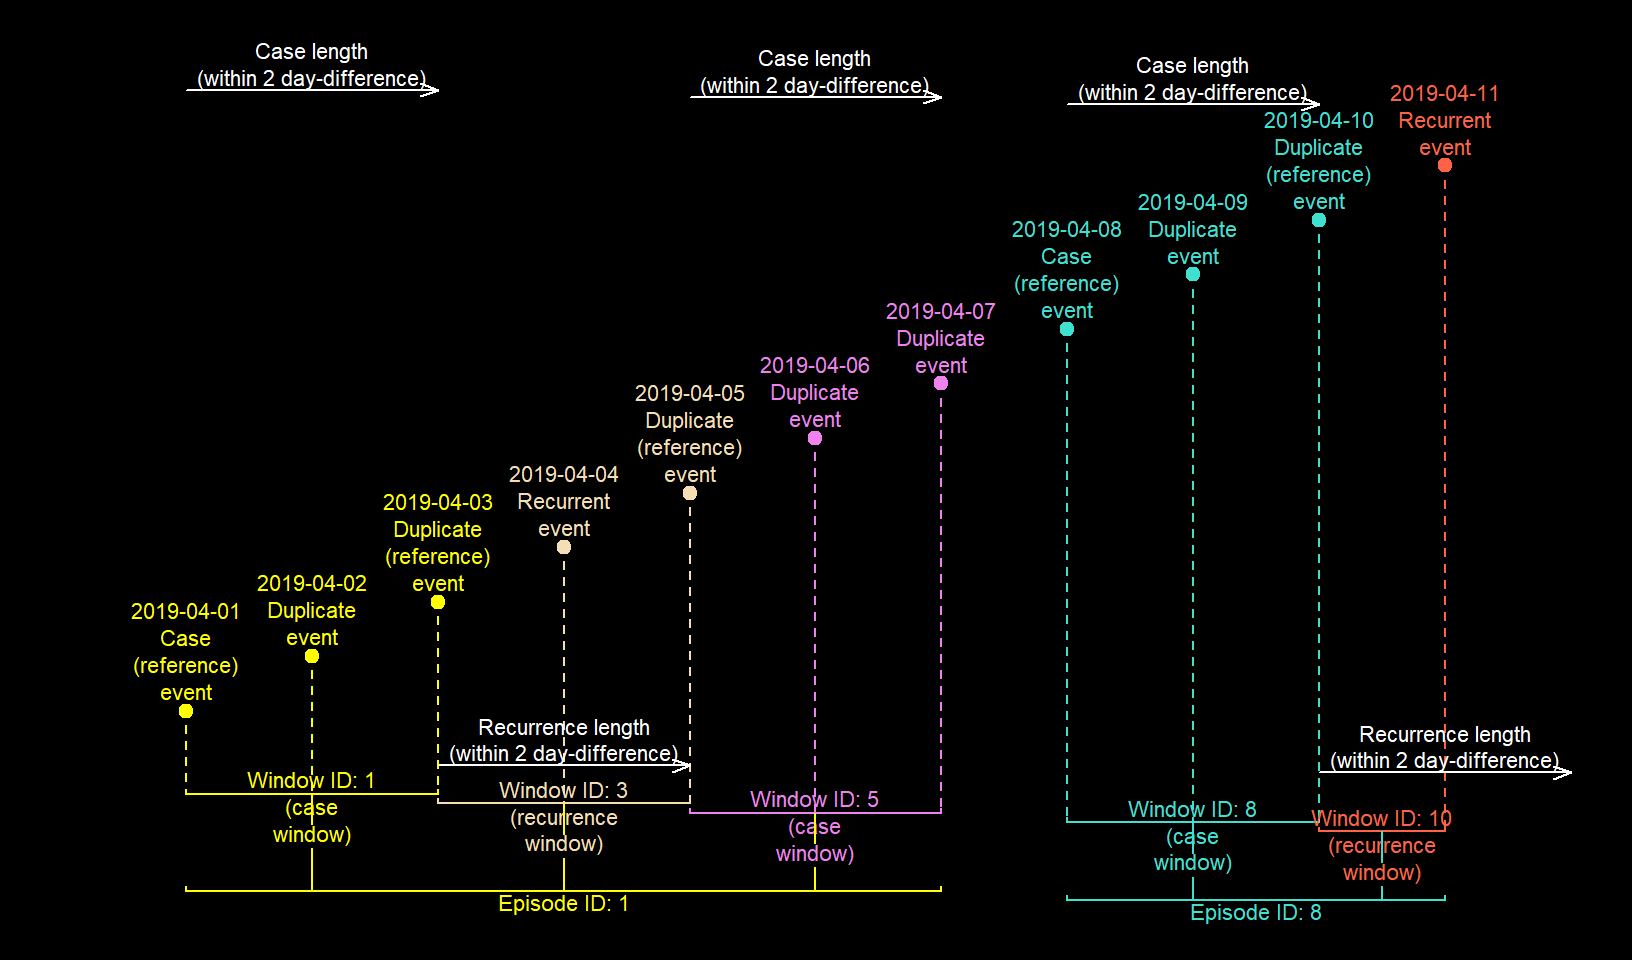 Case length
(within 2 day-difference)
Case length
(within 2 day-difference)
Case length
(within 2 day-difference)
2019-04-11
Recurrent
event
2019-04-10
Duplicate
(reference)
event
2019-04-09
Duplicate
event
2019-04-08
Case
(reference)
event
2019-04-07
Duplicate
event
2019-04-06
Duplicate
event
2019-04-05
Duplicate
(reference)
event
2019-04-04
Recurrent
event
2019-04-03
Duplicate
(reference)
event
2019-04-02
Duplicate
event
2019-04-01
Case
(reference)
event
Recurrence length
(within 2 day-difference)
Recurrence length
(within 2 day-difference)
Window ID: 1
(case
window)
Window ID: 3
(recurrence
window)
Window ID: 5
(case
window)
Window ID: 8
(case
window)
Window ID: 10
(recurrence
window)
Episode ID: 1
Episode ID: 8